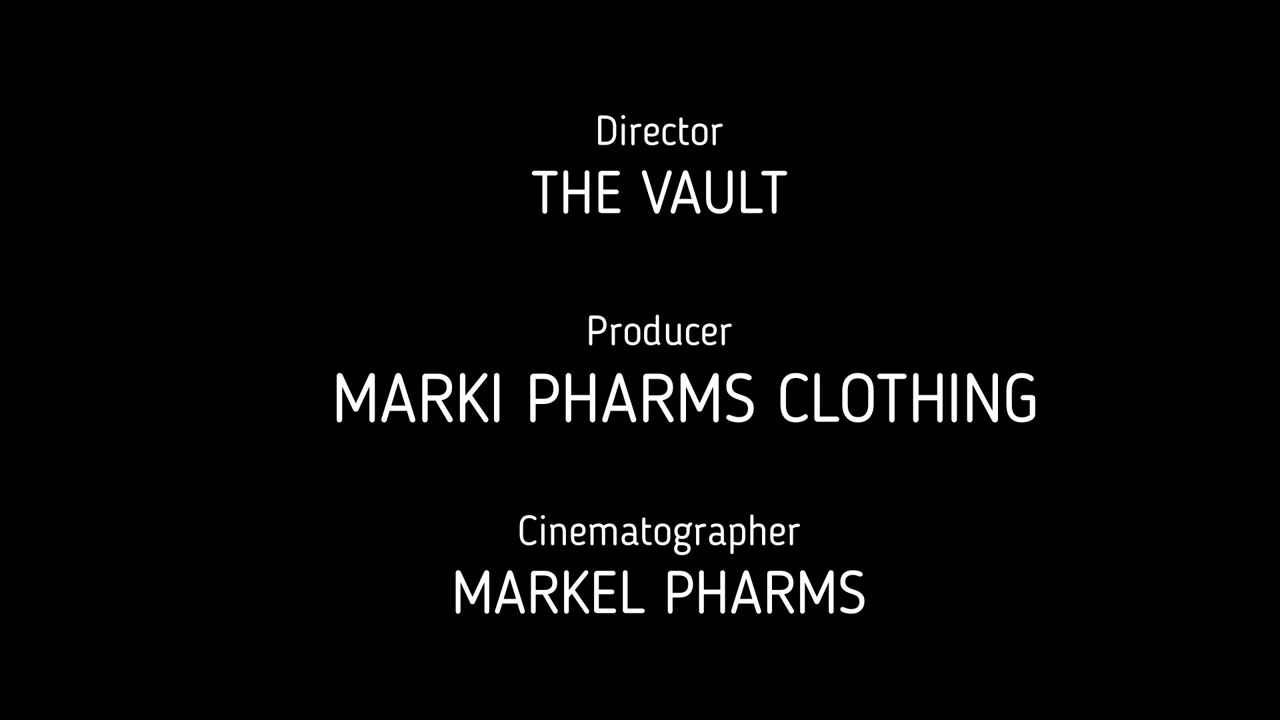 Director
THE VAULT
Producer
MARKI PHARMS CLOTHING
Cinematographer
MARKEL PHARMS